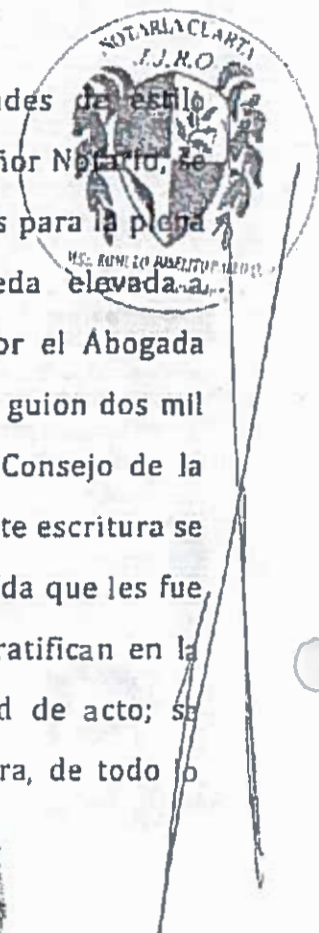 NOTARIA CUARTA
J.J.R.O
des de estilo
ñor Notario, se
s para la plena
eda elevada a
or el Abogada
guion dos mil
Consejo de la
te escritura se
da que les fue
ratifican en la
d de acto; se
ra, de todo lo